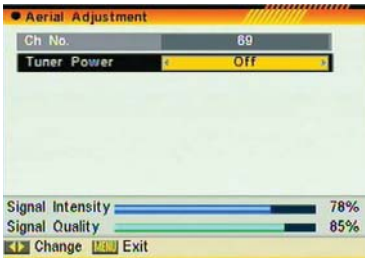 Aerial Adjustment
Ch No. 69
Tuner Power Off
Signal Intensity 78%
Signal Quality 85%
Change MENU Exit